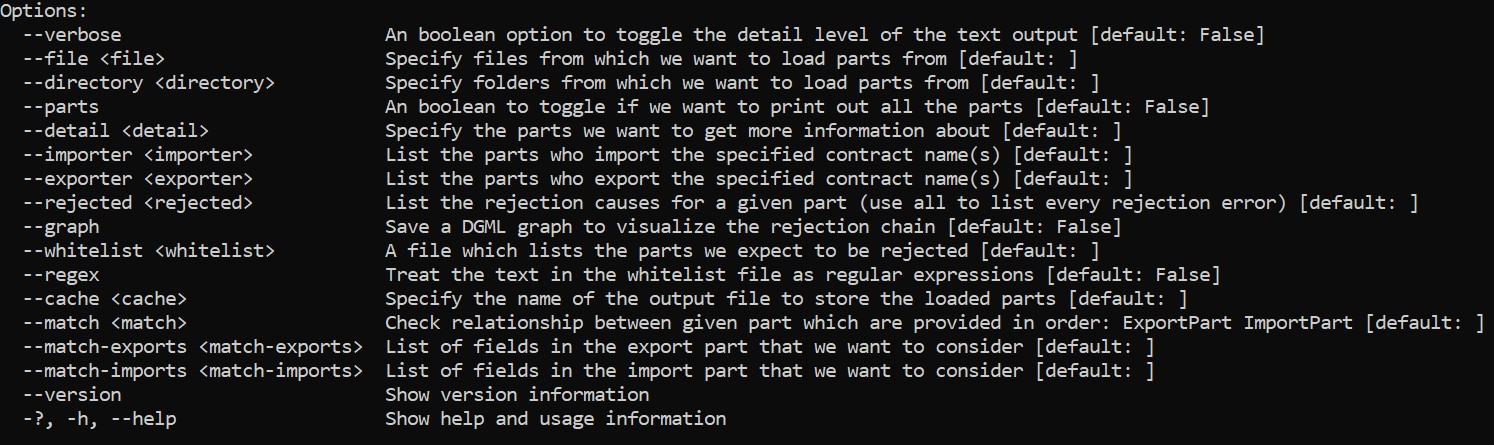 Options:
  --verbose                        An boolean option to toggle the detail level of the text output [default: False]
  --file <file>                    Specify files from which we want to load parts from [default: ]
  --directory <directory>          Specify folders from which we want to load parts from [default: ]
  --parts                          An boolean to toggle if we want to print out all the parts [default: False]
  --detail <detail>                Specify the parts we want to get more information about [default: ]
  --importer <importer>            List the parts who import the specified contract name(s) [default: ]
  --exporter <exporter>            List the parts who export the specified contract name(s) [default: ]
  --rejected <rejected>            List the rejection causes for a given part (use all to list every rejection error) [default: ]
  --graph                          Save a DGML graph to visualize the rejection chain [default: False]
  --whitelist <whitelist>          A file which lists the parts we expect to be rejected [default: ]
  --regex                          Treat the text in the whitelist file as regular expressions [default: False]
  --cache <cache>                  Specify the name of the output file to store the loaded parts [default: ]
  --match <match>                  Check relationship between given part which are provided in order: ExportPart ImportPart [default: ]
  --match-exports <match-exports>  List of fields in the export part that we want to consider [default: ]
  --match-imports <match-imports>  List of fields in the import part that we want to consider [default: ]
  --version                        Show version information
  -?, -h, --help                   Show help and usage information